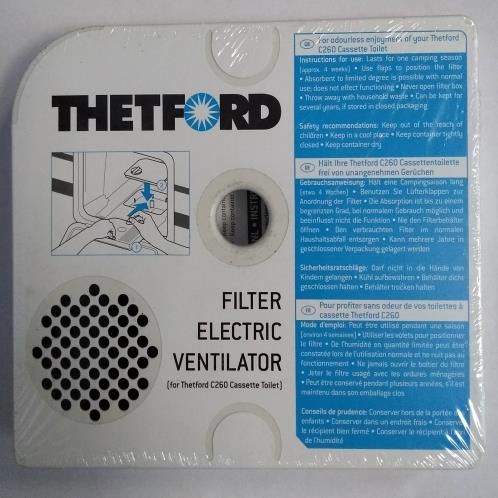 THETFORD
FILTER
ELECTRIC
VENTILATOR
(for Thetford C260 Cassette Toilet)
GB
For odourless enjoyment of your Thetford
C260 Cassette Toilet
Instructions for use: Lasts for one camping season
(approx. 4 weeks) • Use flaps to position the filter
• Absorbent to limited degree is possible with normal
use; does not effect functioning • Never open filter box
• Throw away with household waste • Can be kept for
several years, if stored in closed packaging.
Safety recommendations: Keep out of the reach of
children • Keep in a cool place • Keep container tightly
closed • Keep container dry
Hält Ihre Thetford C260 Cassettentoilette
frei von unangenehmen Gerüchen
Gebrauchsanweisung: Hält eine Campingsaison lang
(etwa 4 Wochen) • Benutzen Sie Lüfterklappen zur
Anordnung der Filter • Die Absorption ist bis zu einem
begrenzten Grad, bei normalem Gebrauch möglich und
beeinflusst nicht die Funktion • Nie den Filterbehälter
öffnen • Den verbrauchten Filter im normalen
Haushaltsabfall entsorgen • Kann mehrere Jahre in
geschlossener Verpackung gelagert werden
Sicherheitsratschläge: Darf nicht in die Hände von
Kindern gelangen • Kühl aufbewahren • Behälter dicht
geschlossen halten • Behälter trocken halten
Pour profiter sans odeur de vos toilettes à
cassette Thetford C260
Mode d'emploi: Peut être utilisé pendant une saison
(environ 4 semaines) • Utiliser les volets pour positionner
le filtre • De l'humidité en quantité limitée peut être
constatée lors de l'utilisation normale et ne nuit pas au
fonctionnement • Ne jamais ouvrir le boîtier du filtre
• Jeter le filtre usagé avec les ordures ménagères
• Peut être conservé pendant plusieurs années, s'il est
maintenu dans son emballage clos
Conseils de prudence: Conserver hors de la portée des
enfants • Conserver dans un endroit frais • Conserver
le récipient bien fermé • Conserver le récipient à l'abri
de l'humidité